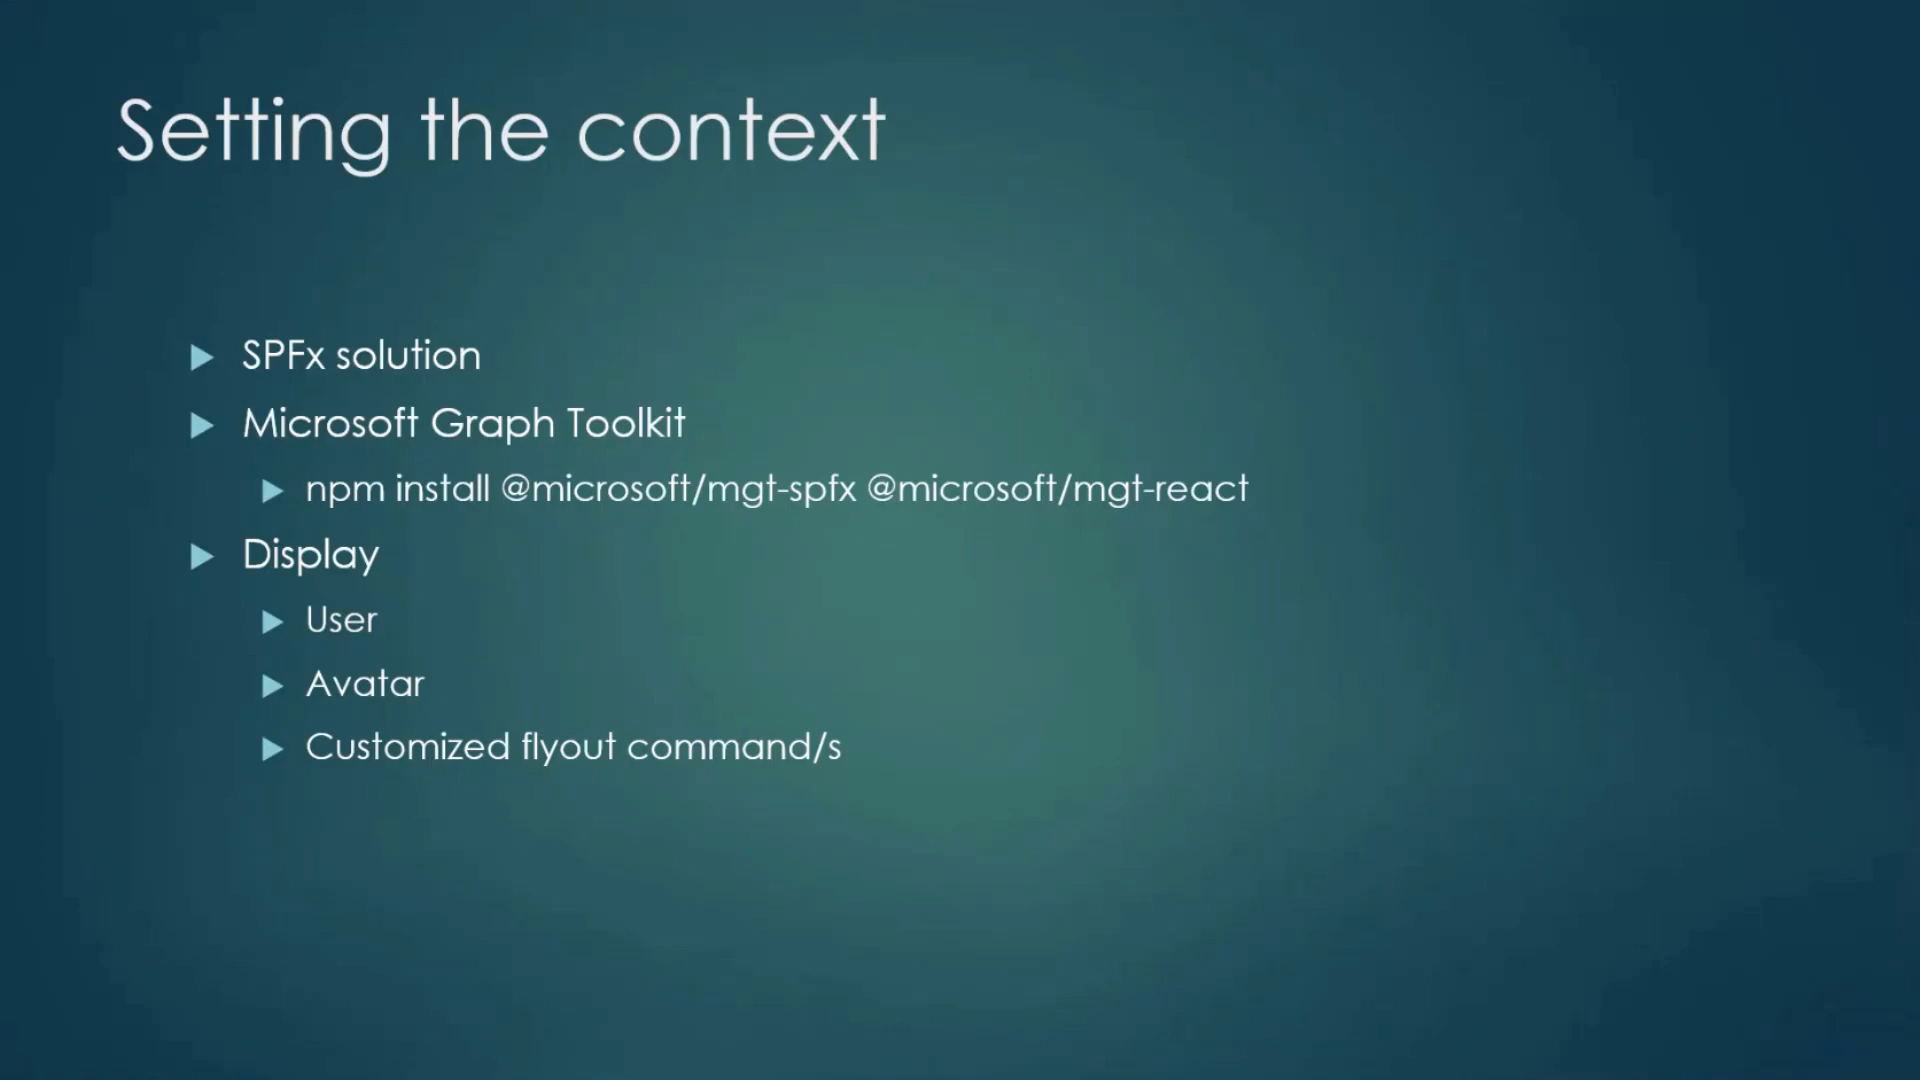 Setting the context
SPFx solution
Microsoft Graph Toolkit
npm install @microsoft/mgt-spfx @microsoft/mgt-react
Display
User
Avatar
Customized flyout command/s